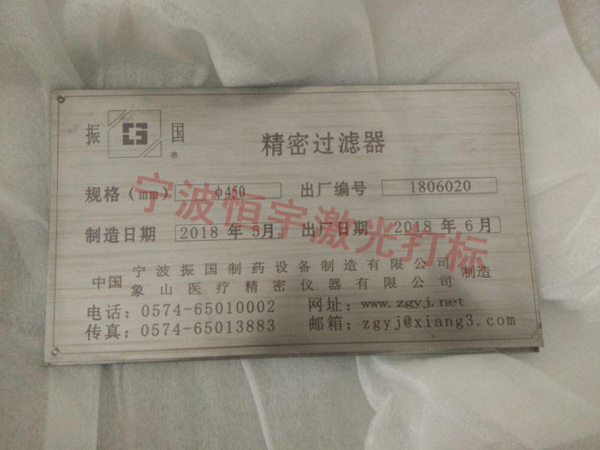 振 国
®
精密过滤器
规格(mm) φ450 出厂编号 1806020
制造日期 2018 年 5月 出厂日期 2018 年 6月
中国 宁波振国制药设备制造有限公司
象山医疗精密仪器有限公司 制造
电话:0574-65010002 网址:www.zgyj.net
传真:0574-65013883 邮箱:zgyj@xiang3.com
宁波恒宇激光打标